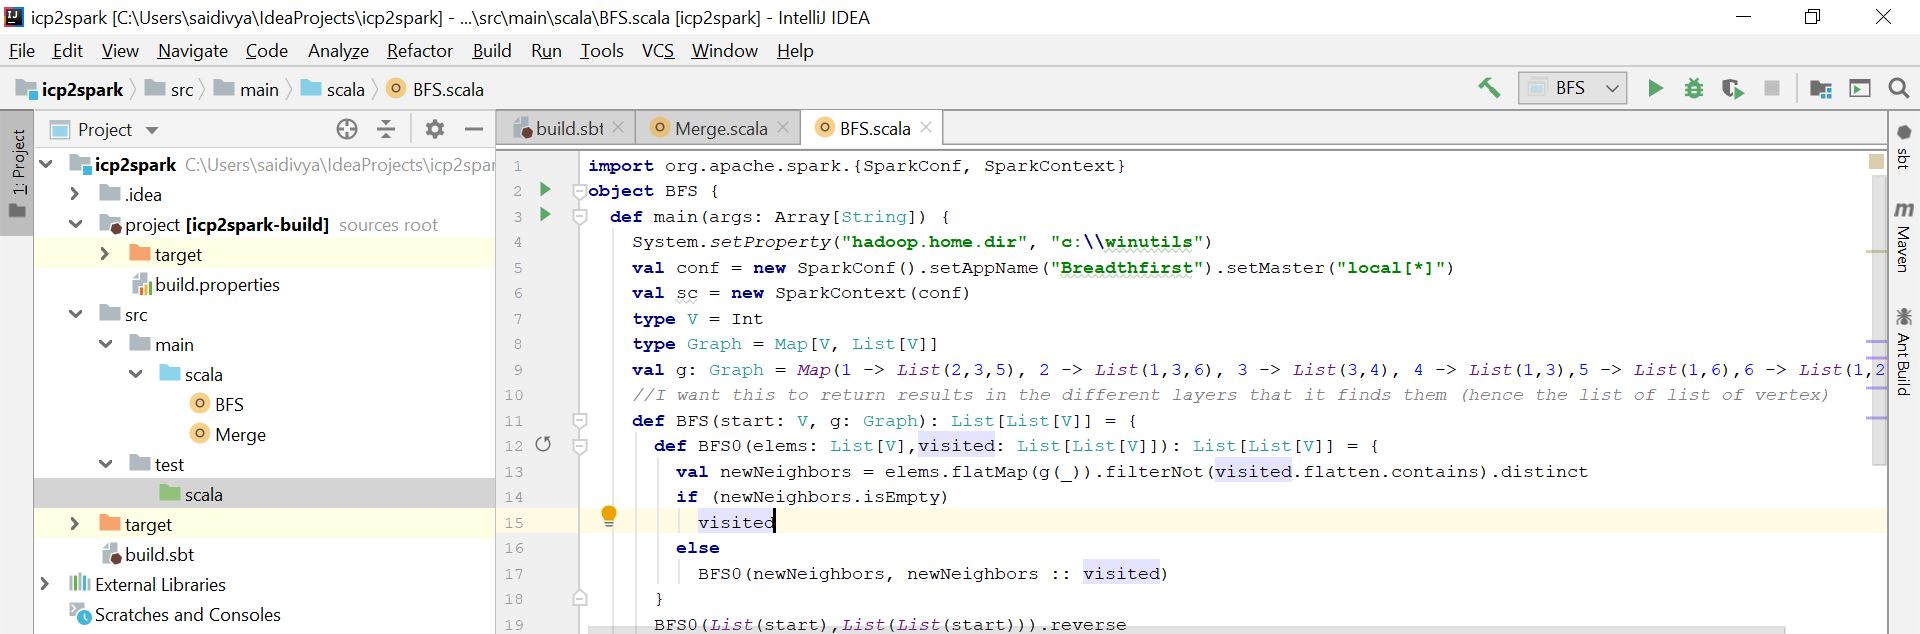 icp2spark [C:\Users\saidivya\IdeaProjects\icp2spark] - ...\src\main\scala\BFS.scala [icp2spark] - IntelliJ IDEA
File Edit View Navigate Code Analyze Refactor Build Run Tools VCS Window Help
icp2spark src main scala BFS.scala BFS
1: Project
Project
icp2spark C:\Users\saidivya\IdeaProjects\icp2spar
.idea
project [icp2spark-build] sources root
target
build.properties
src
main
scala
BFS
Merge
test
scala
target
build.sbt
External Libraries
Scratches and Consoles
build.sbt Merge.scala BFS.scala
1 import org.apache.spark.{SparkConf, SparkContext}
2 object BFS {
3 def main(args: Array[String]) {
4 System.setProperty("hadoop.home.dir", "c:\\winutils")
5 val conf = new SparkConf().setAppName("Breadthfirst").setMaster("local[*]")
6 val sc = new SparkContext(conf)
7 type V = Int
8 type Graph = Map[V, List[V]]
9 val g: Graph = Map(1 -> List(2,3,5), 2 -> List(1,3,6), 3 -> List(3,4), 4 -> List(1,3),5 -> List(1,6),6 -> List(1,2
10 //I want this to return results in the different layers that it finds them (hence the list of list of vertex)
11 def BFS(start: V, g: Graph): List[List[V]] = {
12 def BFS0(elems: List[V],visited: List[List[V]]): List[List[V]] = {
13 val newNeighbors = elems.flatMap(g(_)).filterNot(visited.flatten.contains).distinct
14 if (newNeighbors.isEmpty)
15 visited
16 else
17 BFS0(newNeighbors, newNeighbors :: visited)
18 }
19 BFS0(List(start),List(List(start))).reverse
sbt
Maven
Ant Build